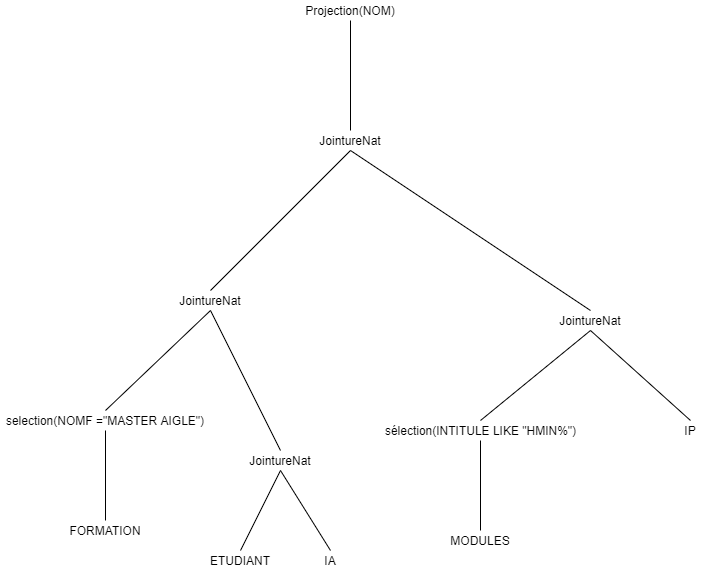 Projection(NOM)
JointureNat
JointureNat
JointureNat
selection(NOMF ="MASTER AIGLE")
sélection(INTITULE LIKE "HMIN%")
IP
JointureNat
FORMATION
MODULES
ETUDIANT
IA